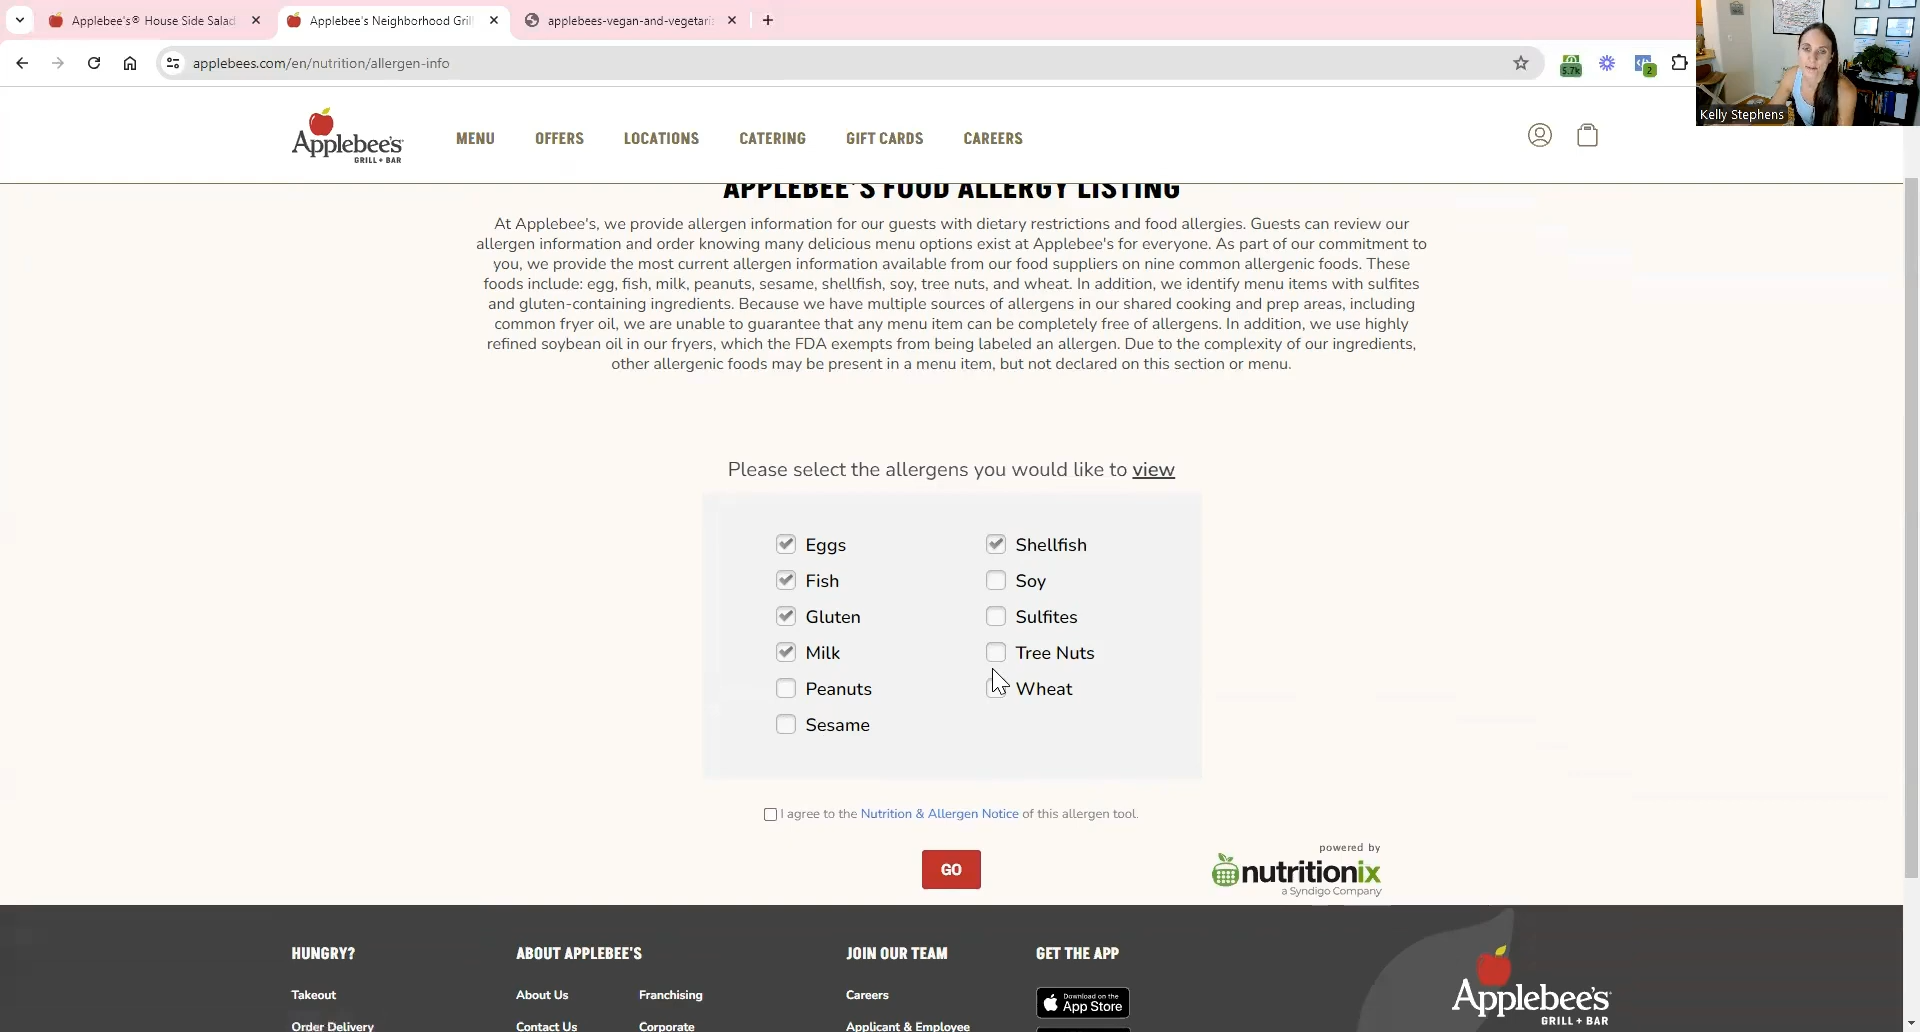 Applebee's® House Side Salad
Applebee's Neighborhood Gril
applebees-vegan-and-vegetari
applebees.com/en/nutrition/allergen-info
5.7k
2
Kelly Stephens
Applebee's
GRILL + BAR
MENU
OFFERS
LOCATIONS
CATERING
GIFT CARDS
CAREERS
APPLEBEE'S FOOD ALLERGY LISTING
At Applebee's, we provide allergen information for our guests with dietary restrictions and food allergies. Guests can review our
allergen information and order knowing many delicious menu options exist at Applebee's for everyone. As part of our commitment to
you, we provide the most current allergen information available from our food suppliers on nine common allergenic foods. These
foods include: egg, fish, milk, peanuts, sesame, shellfish, soy, tree nuts, and wheat. In addition, we identify menu items with sulfites
and gluten-containing ingredients. Because we have multiple sources of allergens in our shared cooking and prep areas, including
common fryer oil, we are unable to guarantee that any menu item can be completely free of allergens. In addition, we use highly
refined soybean oil in our fryers, which the FDA exempts from being labeled an allergen. Due to the complexity of our ingredients,
other allergenic foods may be present in a menu item, but not declared on this section or menu.
Please select the allergens you would like to view
Eggs
Fish
Gluten
Milk
Peanuts
Sesame
Shellfish
Soy
Sulfites
Tree Nuts
Wheat
I agree to the Nutrition & Allergen Notice of this allergen tool.
GO
powered by
nutritionix
a Syndigo Company
HUNGRY?
Takeout
Order Delivery
ABOUT APPLEBEE'S
About Us
Contact Us
Franchising
Corporate
JOIN OUR TEAM
Careers
Applicant & Employee
GET THE APP
Download on the
App Store
Applebee's
GRILL + BAR